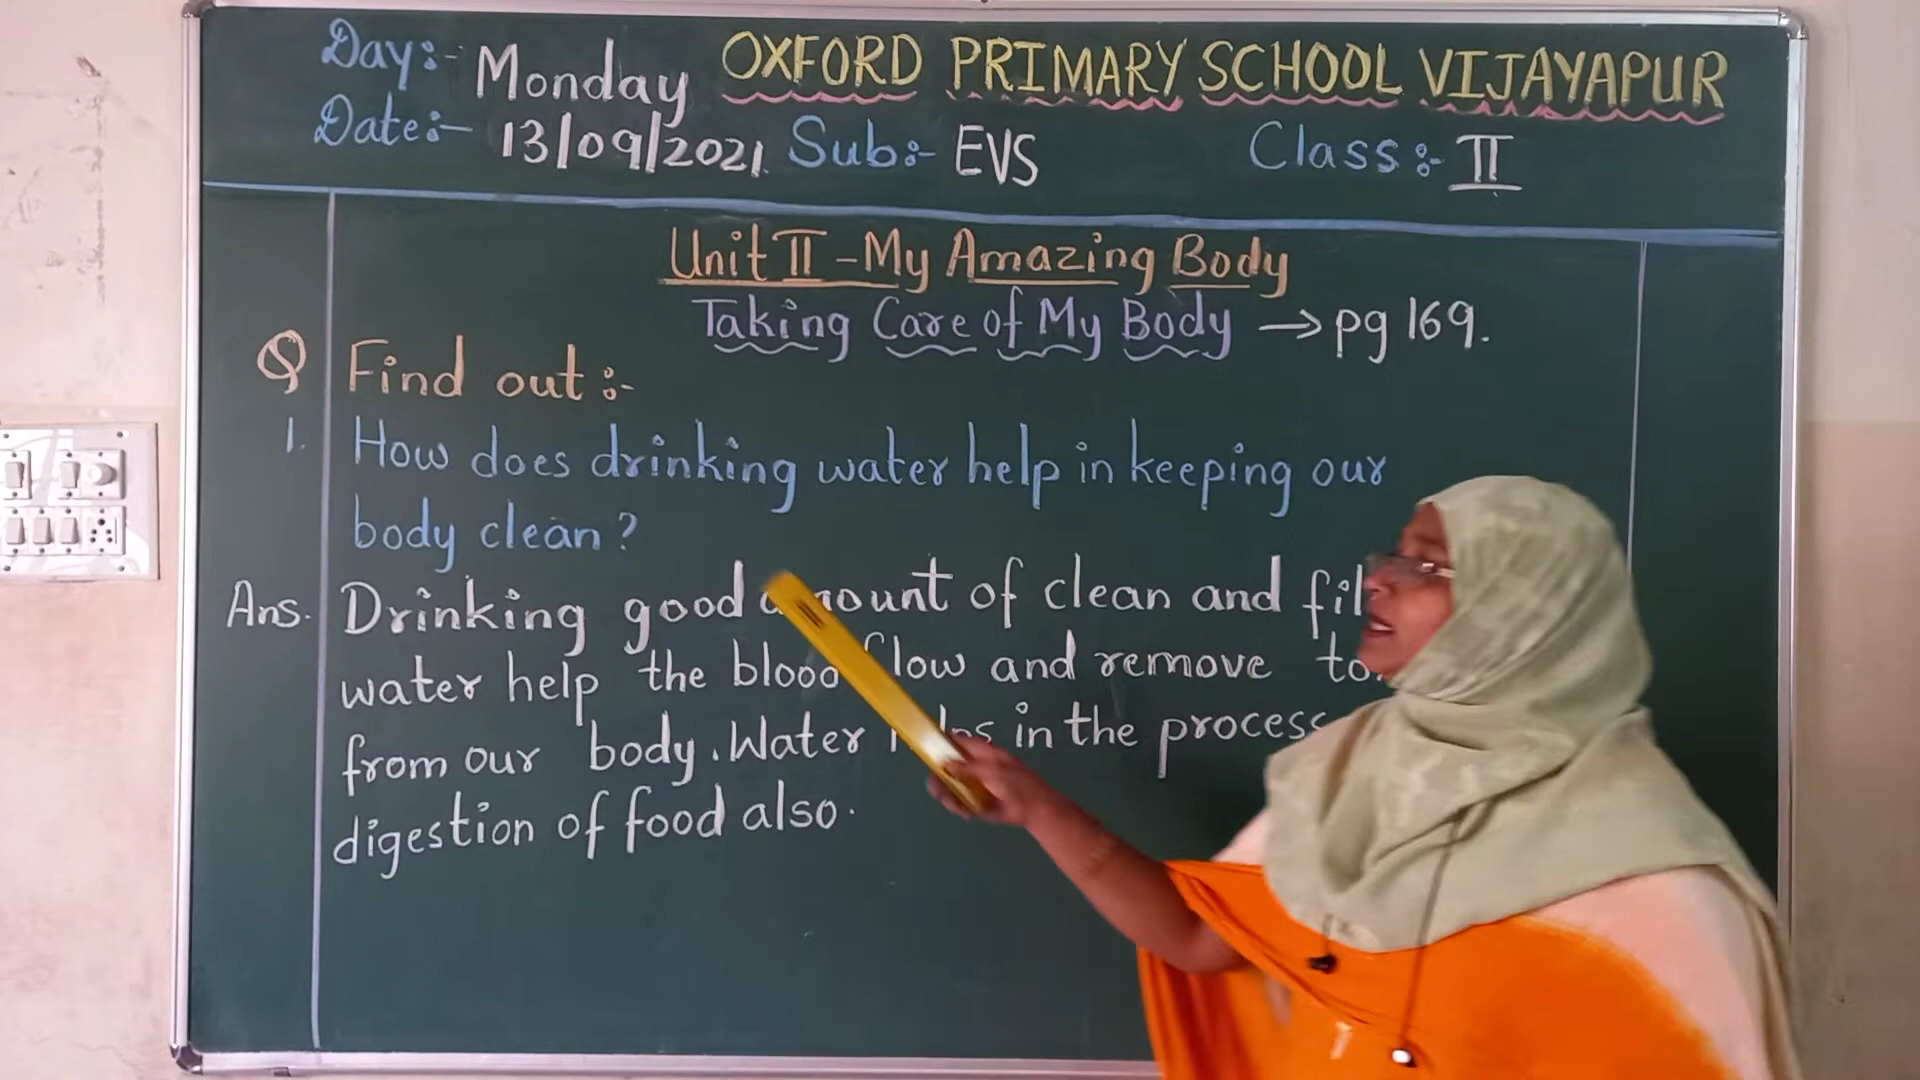 Day:- Monday OXFORD PRIMARY SCHOOL VIJAYAPUR
Date:- 13/09/2021 Sub:- EVS Class:- II
Unit II - My Amazing Body
Taking Care of My Body → pg 169.
Q Find out :-
1. How does drinking water help in keeping our
body clean?
Ans. Drinking good amount of clean and
water help the blood flow and remove
from our body. Water helps in the process
digestion of food also.